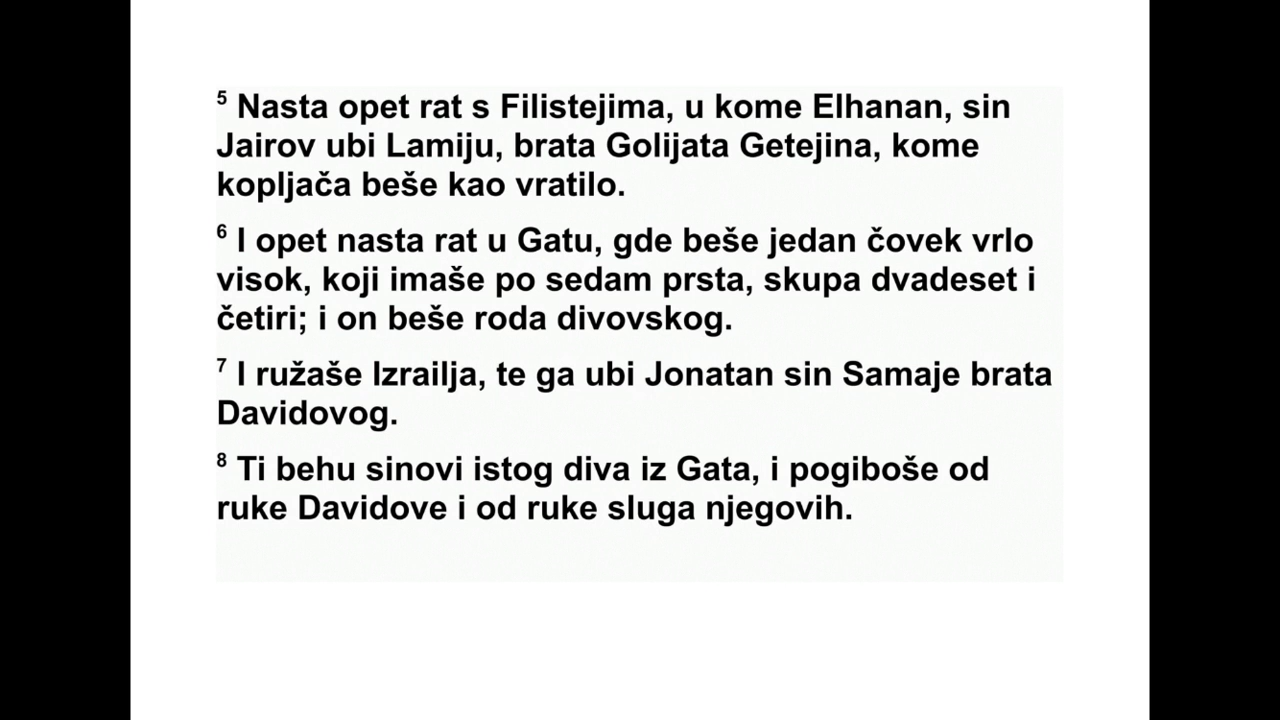 5 Nasta opet rat s Filistejima, u kome Elhanan, sin
Jairov ubi Lamiju, brata Golijata Getejina, kome
kopljača beše kao vratilo.
6 I opet nasta rat u Gatu, gde beše jedan čovek vrlo
visok, koji imaše po sedam prsta, skupa dvadeset i
četiri; i on beše roda divovskog.
7 I ružaše Izrailja, te ga ubi Jonatan sin Samaje brata
Davidovog.
8 Ti behu sinovi istog diva iz Gata, i pogiboše od
ruke Davidove i od ruke sluga njegovih.